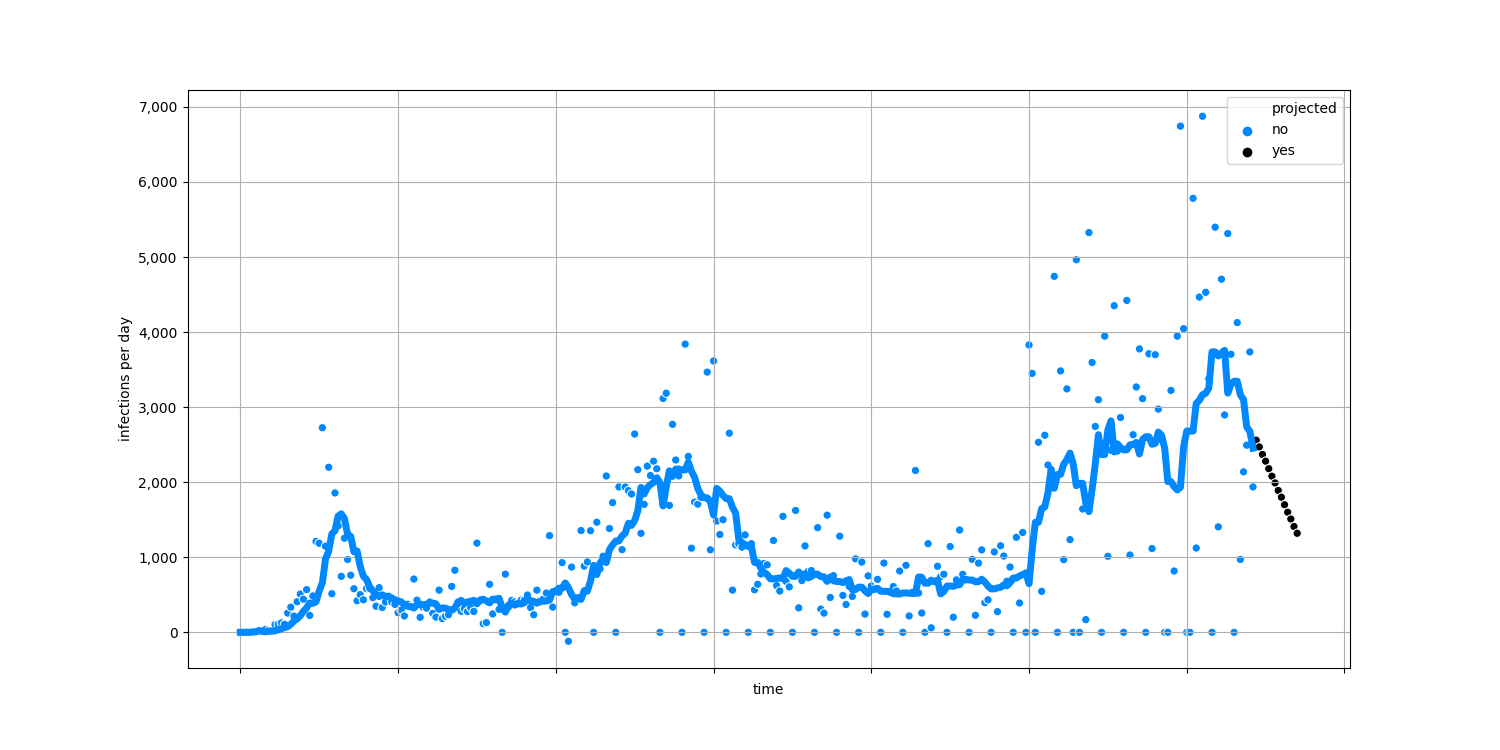 7,000
6,000
5,000
4,000
3,000
2,000
1,000
0
infections per day
time
projected
no
yes